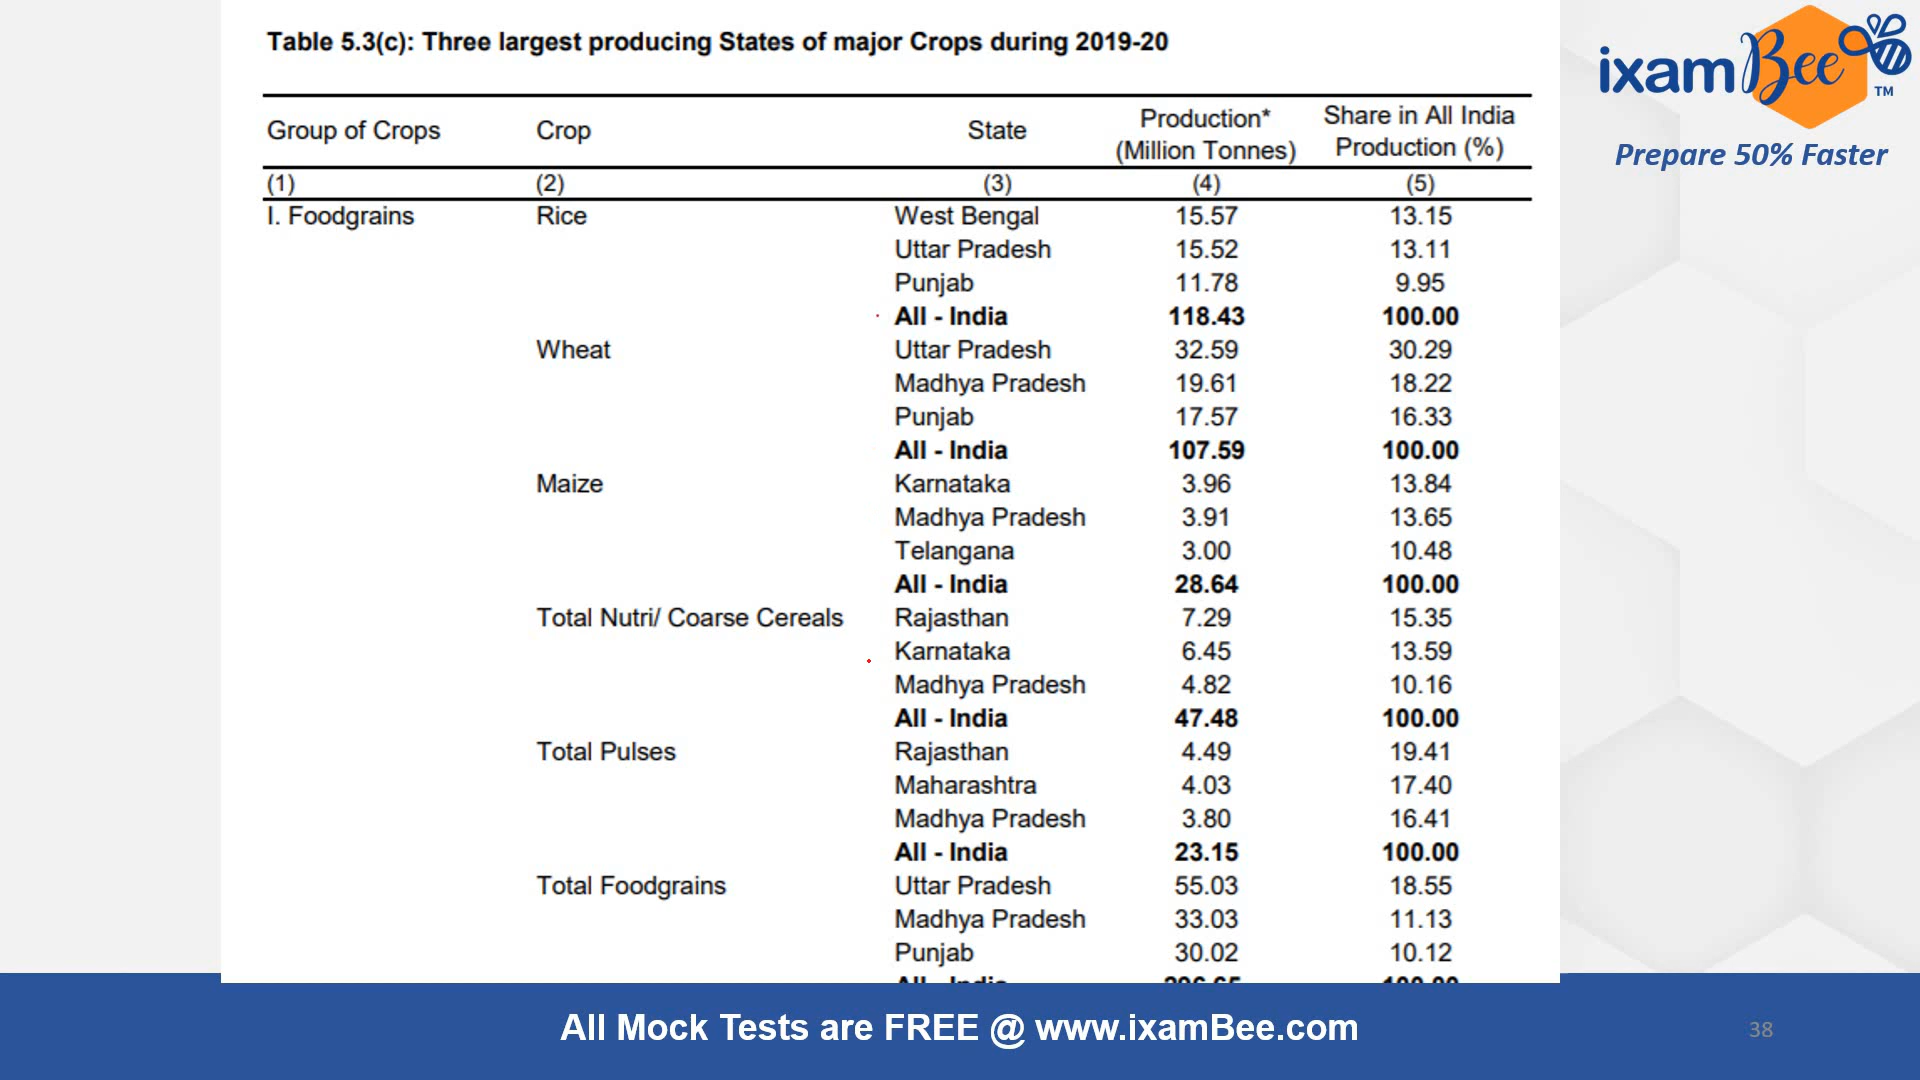 Table 5.3(c): Three largest producing States of major Crops during 2019-20
ixamBee TM
Prepare 50% Faster
Group of Crops Crop State Production* (Million Tonnes) Share in All India Production (%)
(1) (2) (3) (4) (5)
I. Foodgrains Rice West Bengal 15.57 13.15
Uttar Pradesh 15.52 13.11
Punjab 11.78 9.95
All - India 118.43 100.00
Wheat Uttar Pradesh 32.59 30.29
Madhya Pradesh 19.61 18.22
Punjab 17.57 16.33
All - India 107.59 100.00
Maize Karnataka 3.96 13.84
Madhya Pradesh 3.91 13.65
Telangana 3.00 10.48
All - India 28.64 100.00
Total Nutri/ Coarse Cereals Rajasthan 7.29 15.35
Karnataka 6.45 13.59
Madhya Pradesh 4.82 10.16
All - India 47.48 100.00
Total Pulses Rajasthan 4.49 19.41
Maharashtra 4.03 17.40
Madhya Pradesh 3.80 16.41
All - India 23.15 100.00
Total Foodgrains Uttar Pradesh 55.03 18.55
Madhya Pradesh 33.03 11.13
Punjab 30.02 10.12
All - India
All Mock Tests are FREE @ www.ixamBee.com
38